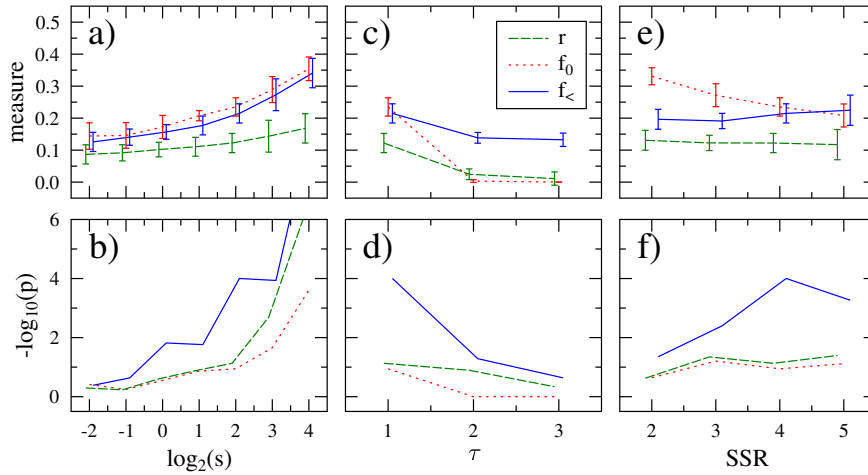 a)
c)
e)
r
f0
f<
measure
0.5
0.4
0.3
0.2
0.1
0.0
b)
d)
f)
-log10(p)
6
4
2
0
-2 -1 0 1 2 3 4
1 2 3
2 3 4 5
log2(s)
τ
SSR